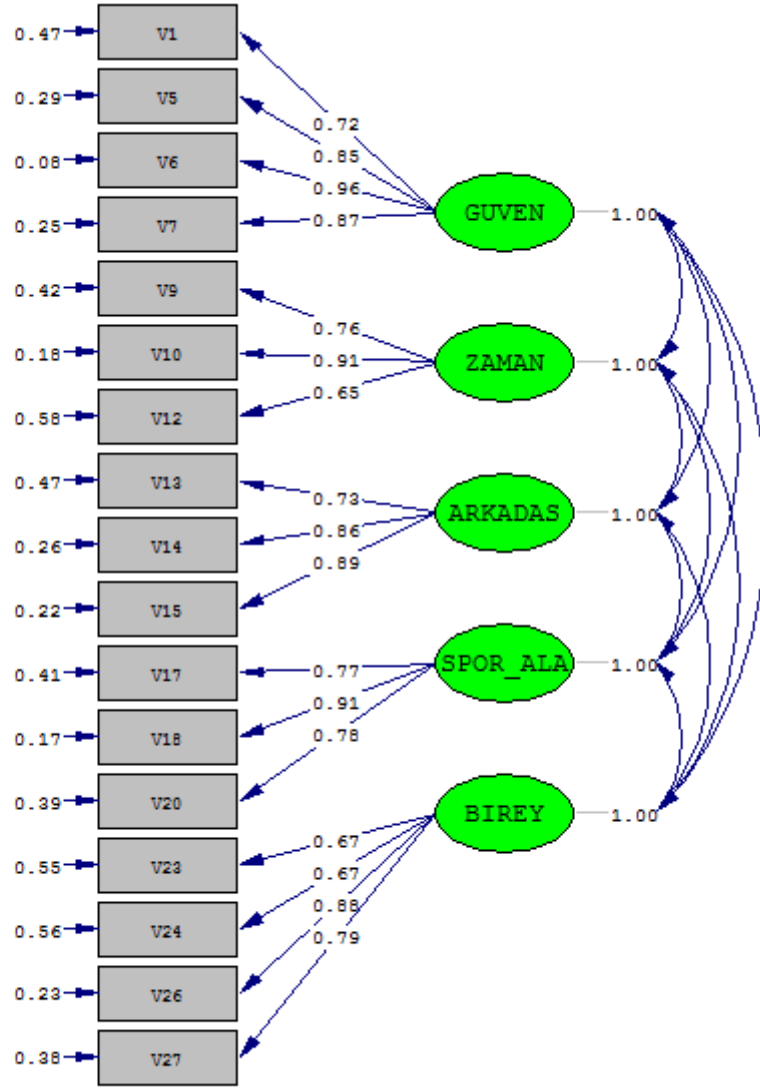 0.47 V1
0.29 V5
0.72
0.08 V6
0.85
0.96
0.25 V7
0.87
GUVEN 1.00
0.42 V9
0.76
0.18 V10
0.91
ZAMAN 1.00
0.65
0.58 V12
0.47 V13
0.73
ARKADAS 1.00
0.86
0.26 V14
0.89
0.22 V15
0.41 V17
0.77
SPOR_ALA 1.00
0.91
0.17 V18
0.78
0.39 V20
BIREY 1.00
0.67
0.55 V23
0.67
0.88
0.56 V24
0.79
0.23 V26
0.38 V27